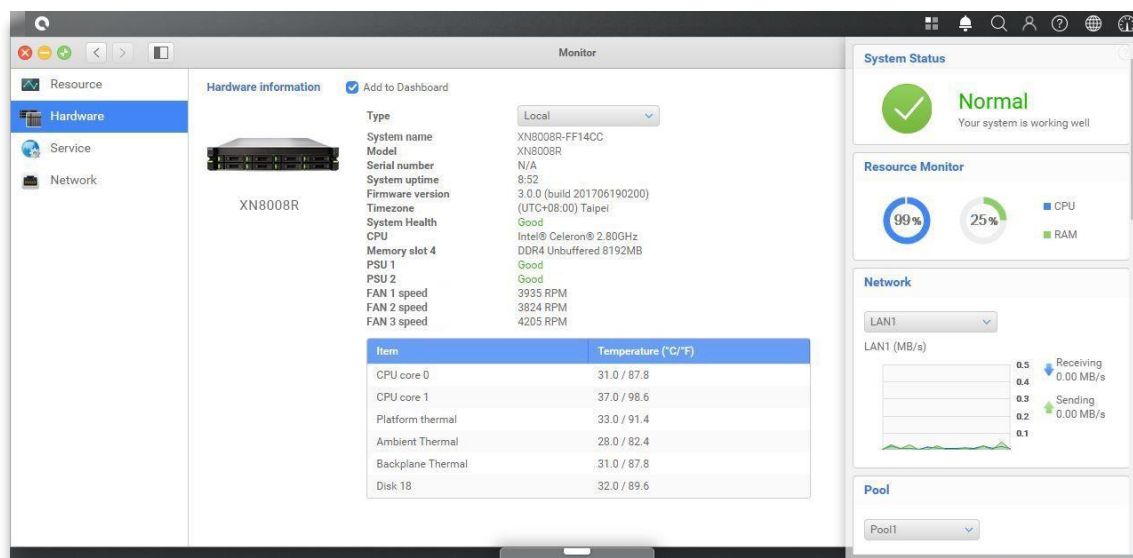 Monitor
Resource
Hardware
Service
Network
Hardware information
Add to Dashboard
XN8008R
Type Local
System name XN8008R-FF14CC
Model XN8008R
Serial number N/A
System uptime 8:52
Firmware version 3.0.0 (build 201706190200)
Timezone (UTC+08:00) Taipei
System Health Good
CPU Intel® Celeron® 2.80GHz
Memory slot 4 DDR4 Unbuffered 8192MB
PSU 1 Good
PSU 2 Good
FAN 1 speed 3935 RPM
FAN 2 speed 3824 RPM
FAN 3 speed 4205 RPM
Item Temperature (°C/°F)
CPU core 0 31.0 / 87.8
CPU core 1 37.0 / 98.6
Platform thermal 33.0 / 91.4
Ambient Thermal 28.0 / 82.4
Backplane Thermal 31.0 / 87.8
Disk 18 32.0 / 89.6
System Status
Normal
Your system is working well
Resource Monitor
99% 25%
CPU
RAM
Network
LAN1
LAN1 (MB/s)
0.5
0.4
0.3
0.2
0.1
Receiving
0.00 MB/s
Sending
0.00 MB/s
Pool
Pool1